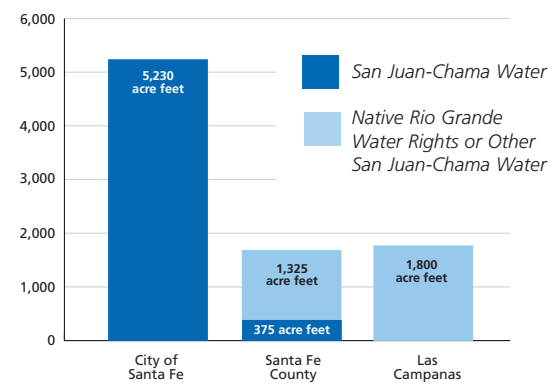 6,000
5,000
4,000
3,000
2,000
1,000
0
5,230
acre feet
1,325
acre feet
375 acre feet
1,800
acre feet
San Juan-Chama Water
Native Rio Grande
Water Rights or Other
San Juan-Chama Water
City of
Santa Fe
Santa Fe
County
Las
Campanas